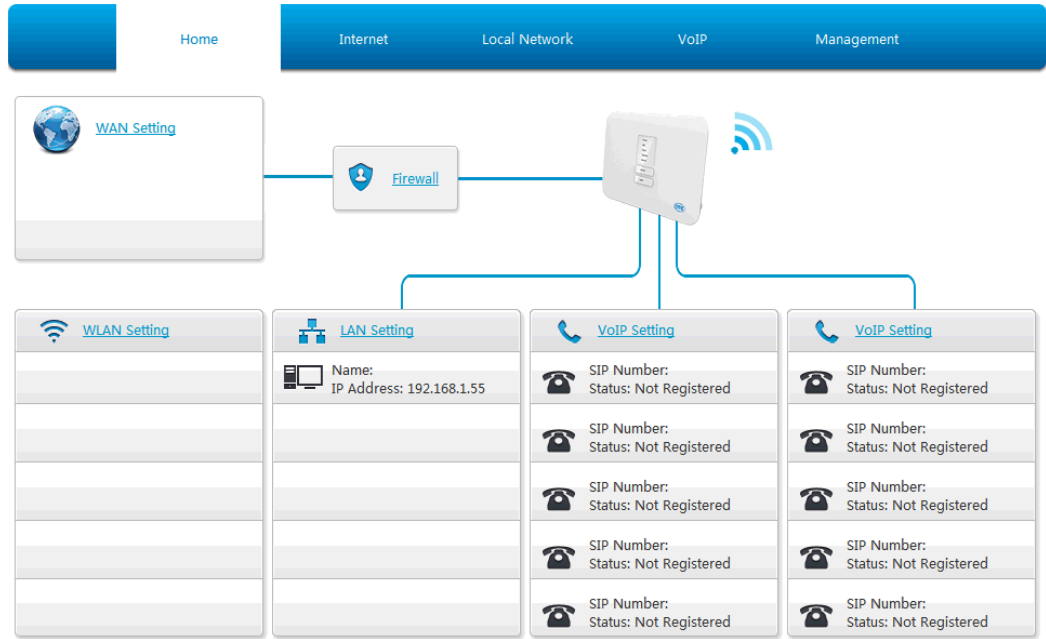 Home
Internet
Local Network
VoIP
Management
WAN Setting
Firewall
WLAN Setting
LAN Setting
Name:
IP Address: 192.168.1.55
VoIP Setting
SIP Number:
Status: Not Registered
SIP Number:
Status: Not Registered
SIP Number:
Status: Not Registered
SIP Number:
Status: Not Registered
SIP Number:
Status: Not Registered
VoIP Setting
SIP Number:
Status: Not Registered
SIP Number:
Status: Not Registered
SIP Number:
Status: Not Registered
SIP Number:
Status: Not Registered
SIP Number:
Status: Not Registered